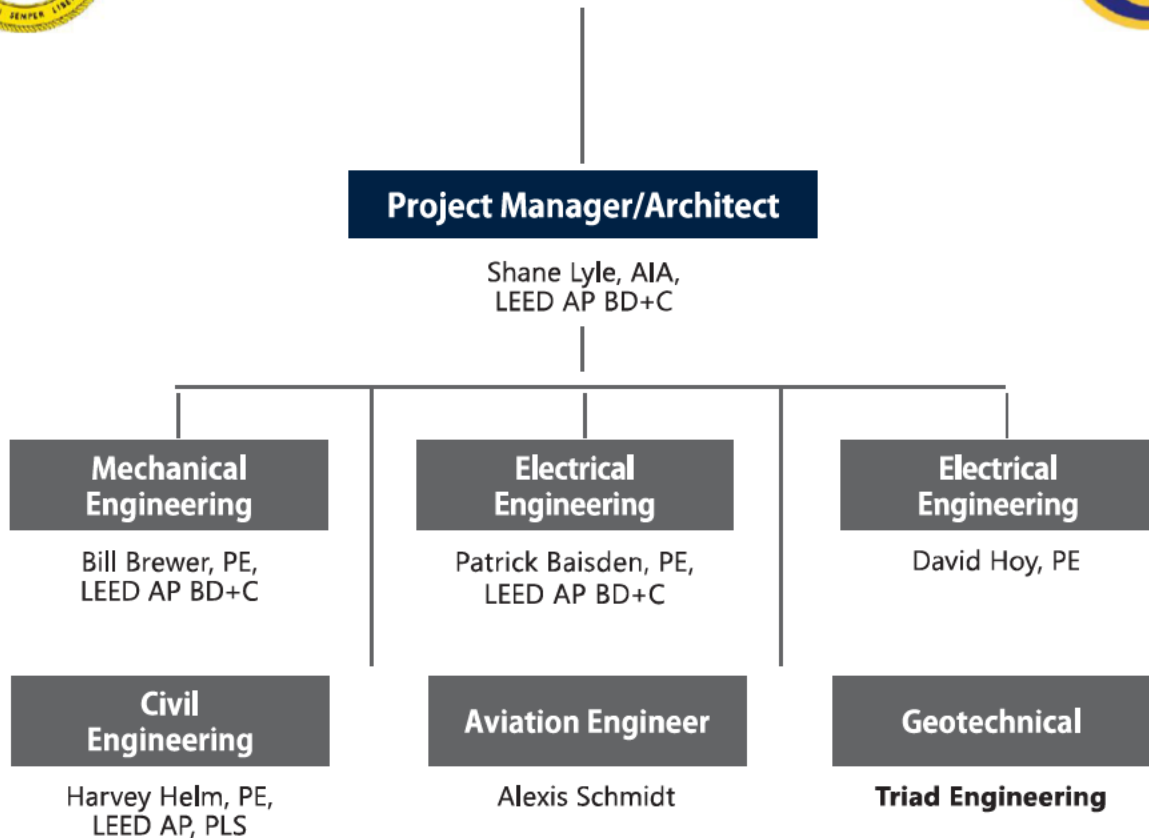 SEMPER LIBE
Project Manager/Architect
Shane Lyle, AIA,
LEED AP BD+C
Mechanical
Engineering
Electrical
Engineering
Electrical
Engineering
Bill Brewer, PE,
LEED AP BD+C
Patrick Baisden, PE,
LEED AP BD+C
David Hoy, PE
Civil
Engineering
Aviation Engineer
Geotechnical
Harvey Helm, PE,
LEED AP, PLS
Alexis Schmidt
Triad Engineering